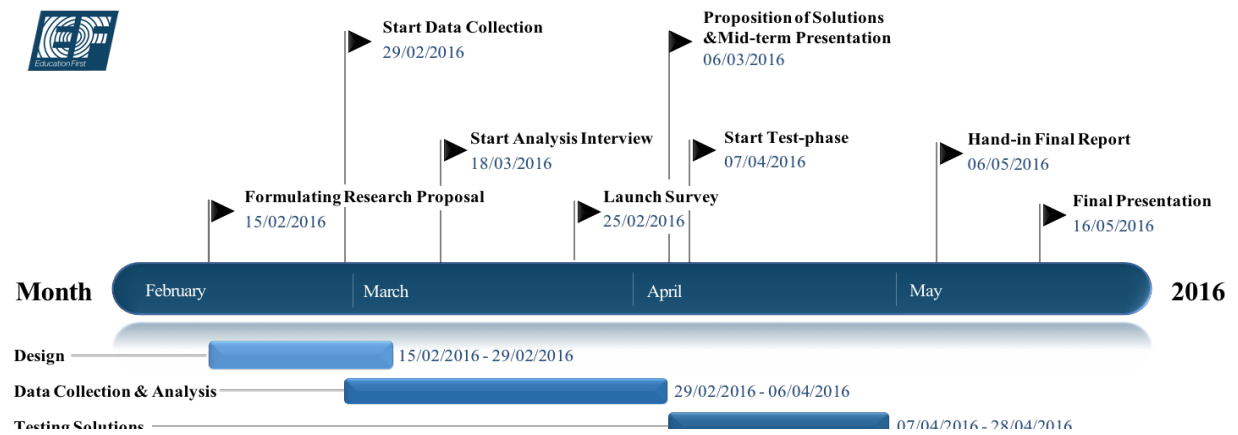 EF
Education First
Start Data Collection
29/02/2016
Proposition of Solutions
&Mid-term Presentation
06/03/2016
Start Analysis Interview
18/03/2016
Start Test-phase
07/04/2016
Hand-in Final Report
06/05/2016
Formulating Research Proposal
15/02/2016
Launch Survey
25/02/2016
Final Presentation
16/05/2016
Month February March April May 2016
Design 15/02/2016 - 29/02/2016
Data Collection & Analysis 29/02/2016 - 06/04/2016
Testing Solutions 07/04/2016 - 28/04/2016